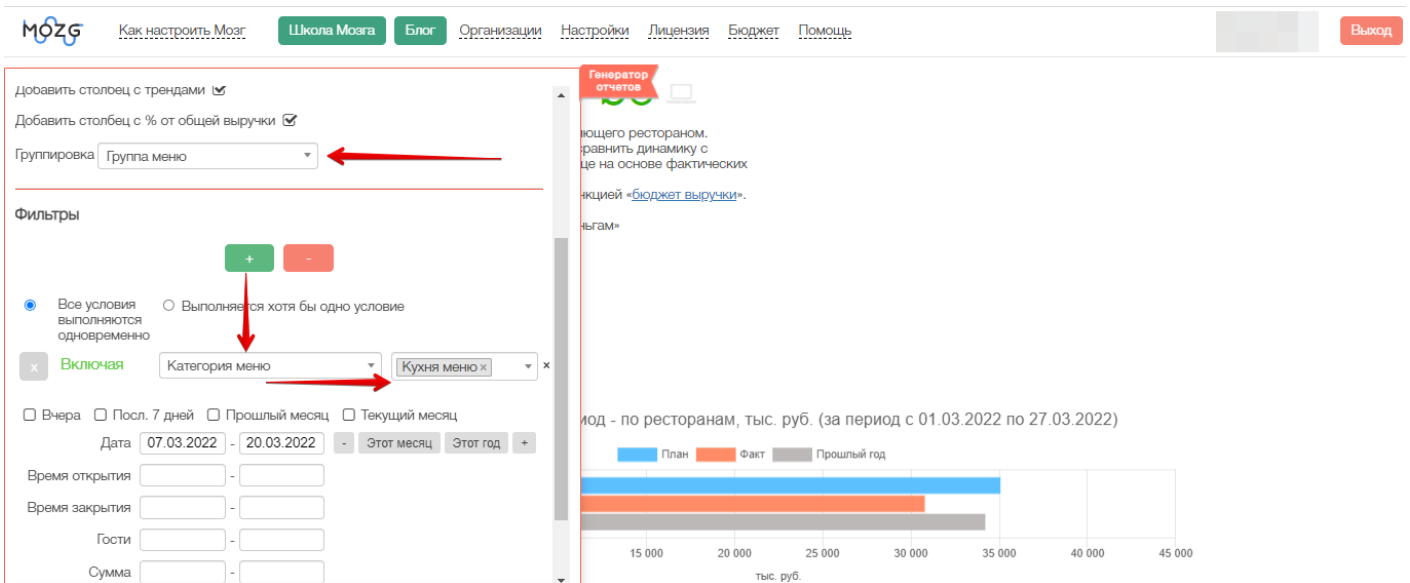 MOZG Как настроить Мозг Школа Мозга Блог Организации Настройки Лицензия Бюджет Помощь Выход
Генератор
отчетов
Добавить столбец с трендами
Добавить столбец с % от общей выручки
Группировка Группа меню
Фильтры
+ -
Все условия
выполняются
одновременно
Выполняется хотя бы одно условие
x Включая Категория меню Кухня меню × ×
Вчера Посл. 7 дней Прошлый месяц Текущий месяц
Дата 07.03.2022 - 20.03.2022 - Этот месяц Этот год +
Время открытия -
Время закрытия -
Гости -
Сумма -
ющего рестораном.
равнить динамику с
це на основе фактических
кцией «бюджет выручки».
ньгам»
иод - по ресторанам, тыс. руб. (за период с 01.03.2022 по 27.03.2022)
План Факт Прошлый год
15 000 20 000 25 000 30 000 35 000 40 000 45 000
тыс. руб.